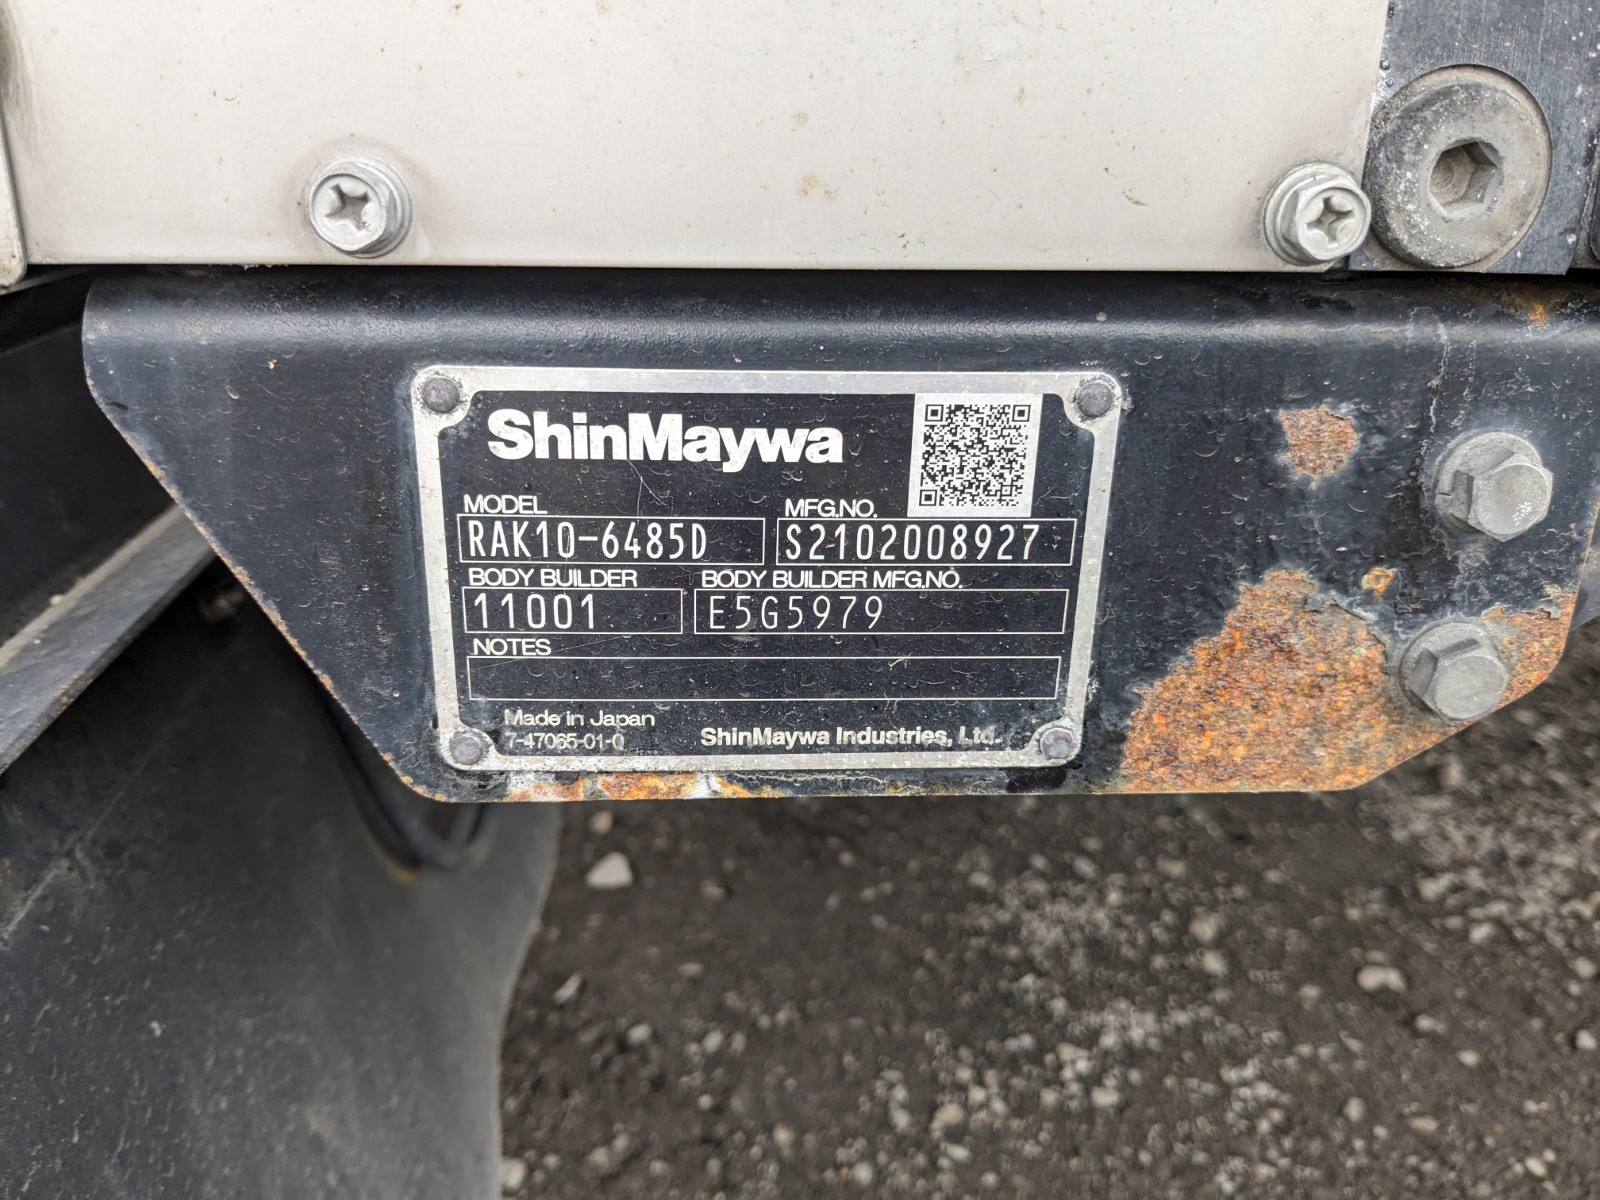 ShinMaywa
MODEL MFG.NO.
RAK10-6485D S2102008927
BODY BUILDER BODY BUILDER MFG.NO.
11001 E5G5979
NOTES
Made in Japan
7-47065-01-0 ShinMaywa Industries, Ltd.